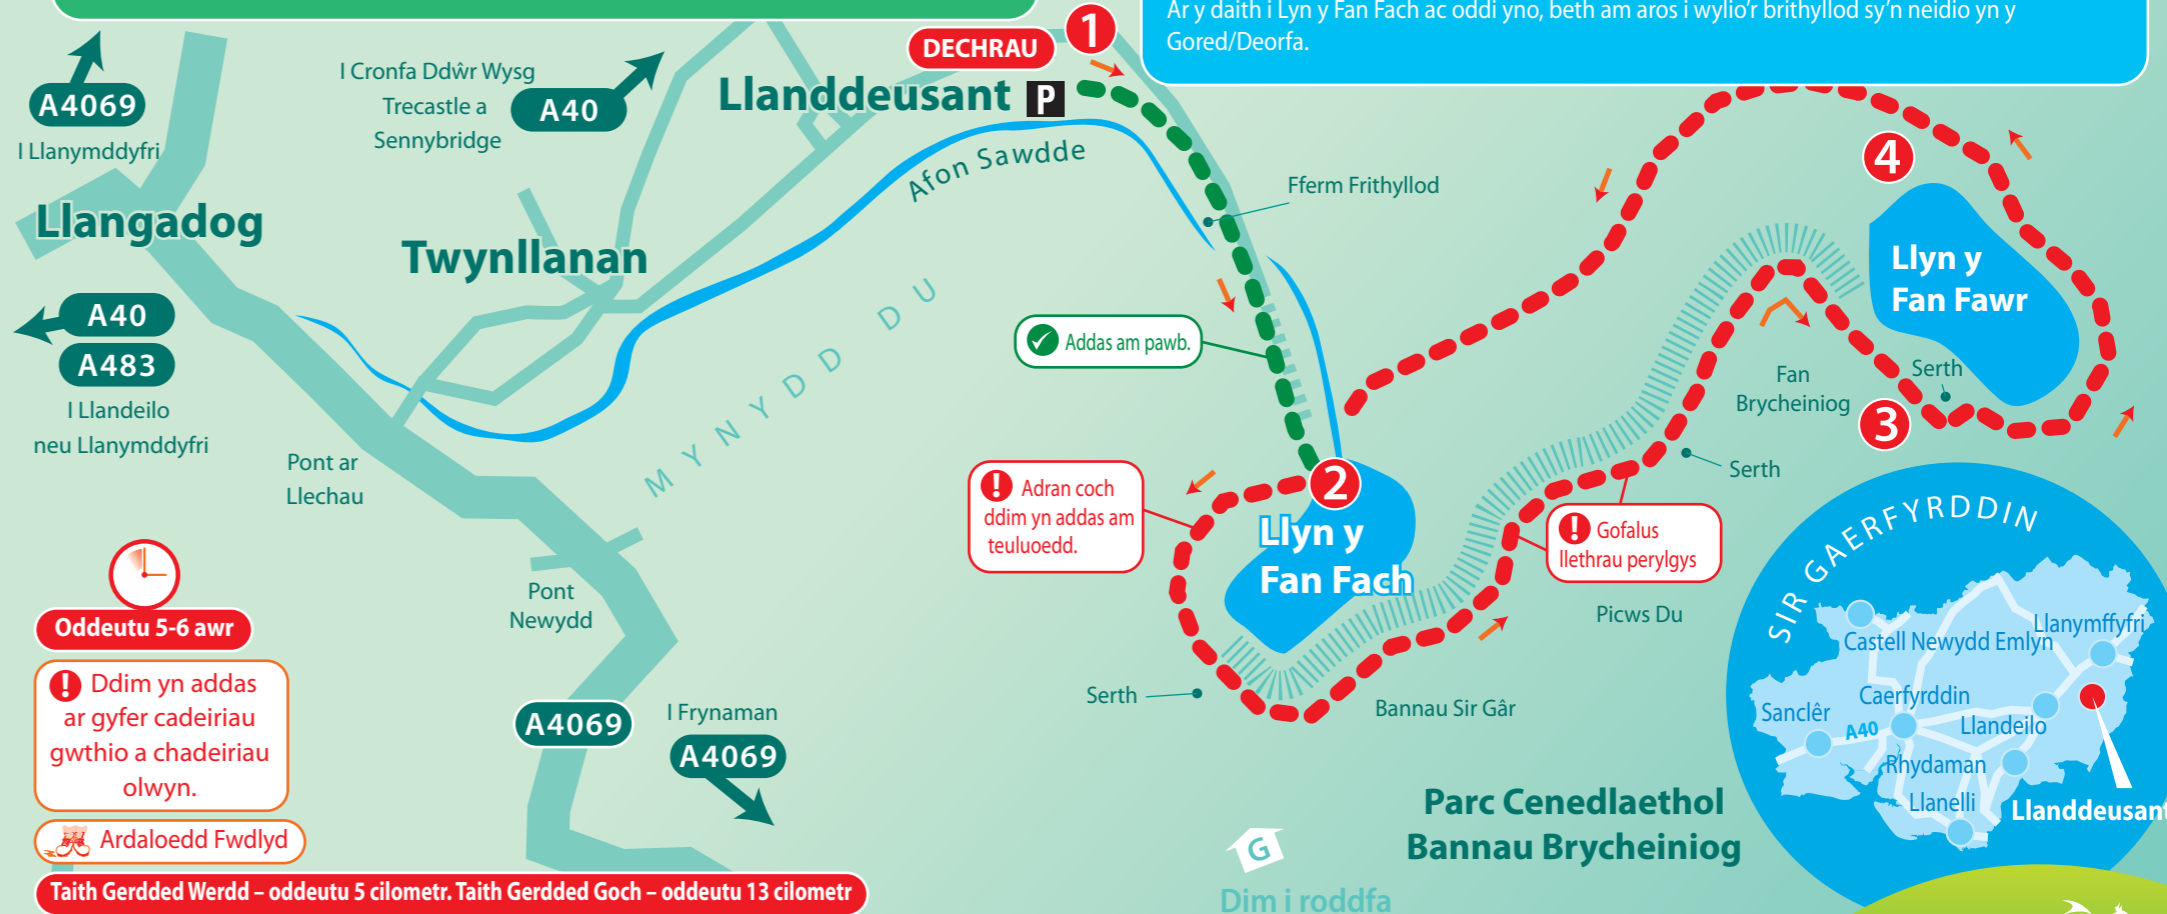 Ar y daith i Lyn y Fan Fach ac oddi yno, beth am aros i wylio'r brithyllod sy'n neidio yn y
Gored/Deorfa.
DECHRAU
1
Llanddeusant P
A4069
I Llanymddyfri
I Cronfa Ddŵr Wysg
Trecastle a
Sennybridge
A40
Llangadog
Twynllanan
Afon Sawdde
Fferm Frithyllod
4
Llyn y
Fan Fawr
A40
A483
I Llandeilo
neu Llanymddyfri
MYNYDD DU
Addas am pawb.
Fan
Brycheiniog
Serth
3
Serth
Pont ar
Llechau
Adran coch
ddim yn addas am
teuluoedd.
2
Llyn y
Fan Fach
Gofalus
llethrau perylgys
Picws Du
Pont
Newydd
Oddeutu 5-6 awr
Ddim yn addas
ar gyfer cadeiriau
gwthio a chadeiriau
olwyn.
Ardaloedd Fwdlyd
A4069
I Frynaman
A4069
Serth
Bannau Sir Gâr
Parc Cenedlaethol
Bannau Brycheiniog
G
Dim i roddfa
SIR GAERFYRDDIN
Llanymffyfri
Castell Newydd Emlyn
Caerfyrddin
Sanclêr
A40
Llandeilo
Rhydaman
Llanelli
Llanddeusant
Taith Gerdded Werdd – oddeutu 5 cilometr. Taith Gerdded Goch – oddeutu 13 cilometr